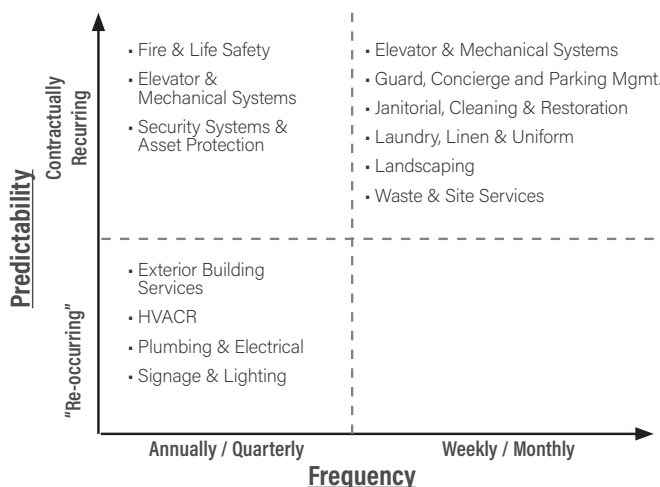 Predictability
Contractually
Recurring
"Re-occurring"
▪ Fire & Life Safety
▪ Elevator &
Mechanical Systems
▪ Security Systems &
Asset Protection
▪ Elevator & Mechanical Systems
▪ Guard, Concierge and Parking Mgmt.
▪ Janitorial, Cleaning & Restoration
▪ Laundry, Linen & Uniform
▪ Landscaping
▪ Waste & Site Services
▪ Exterior Building
Services
▪ HVACR
▪ Plumbing & Electrical
▪ Signage & Lighting
Annually / Quarterly
Weekly / Monthly
Frequency